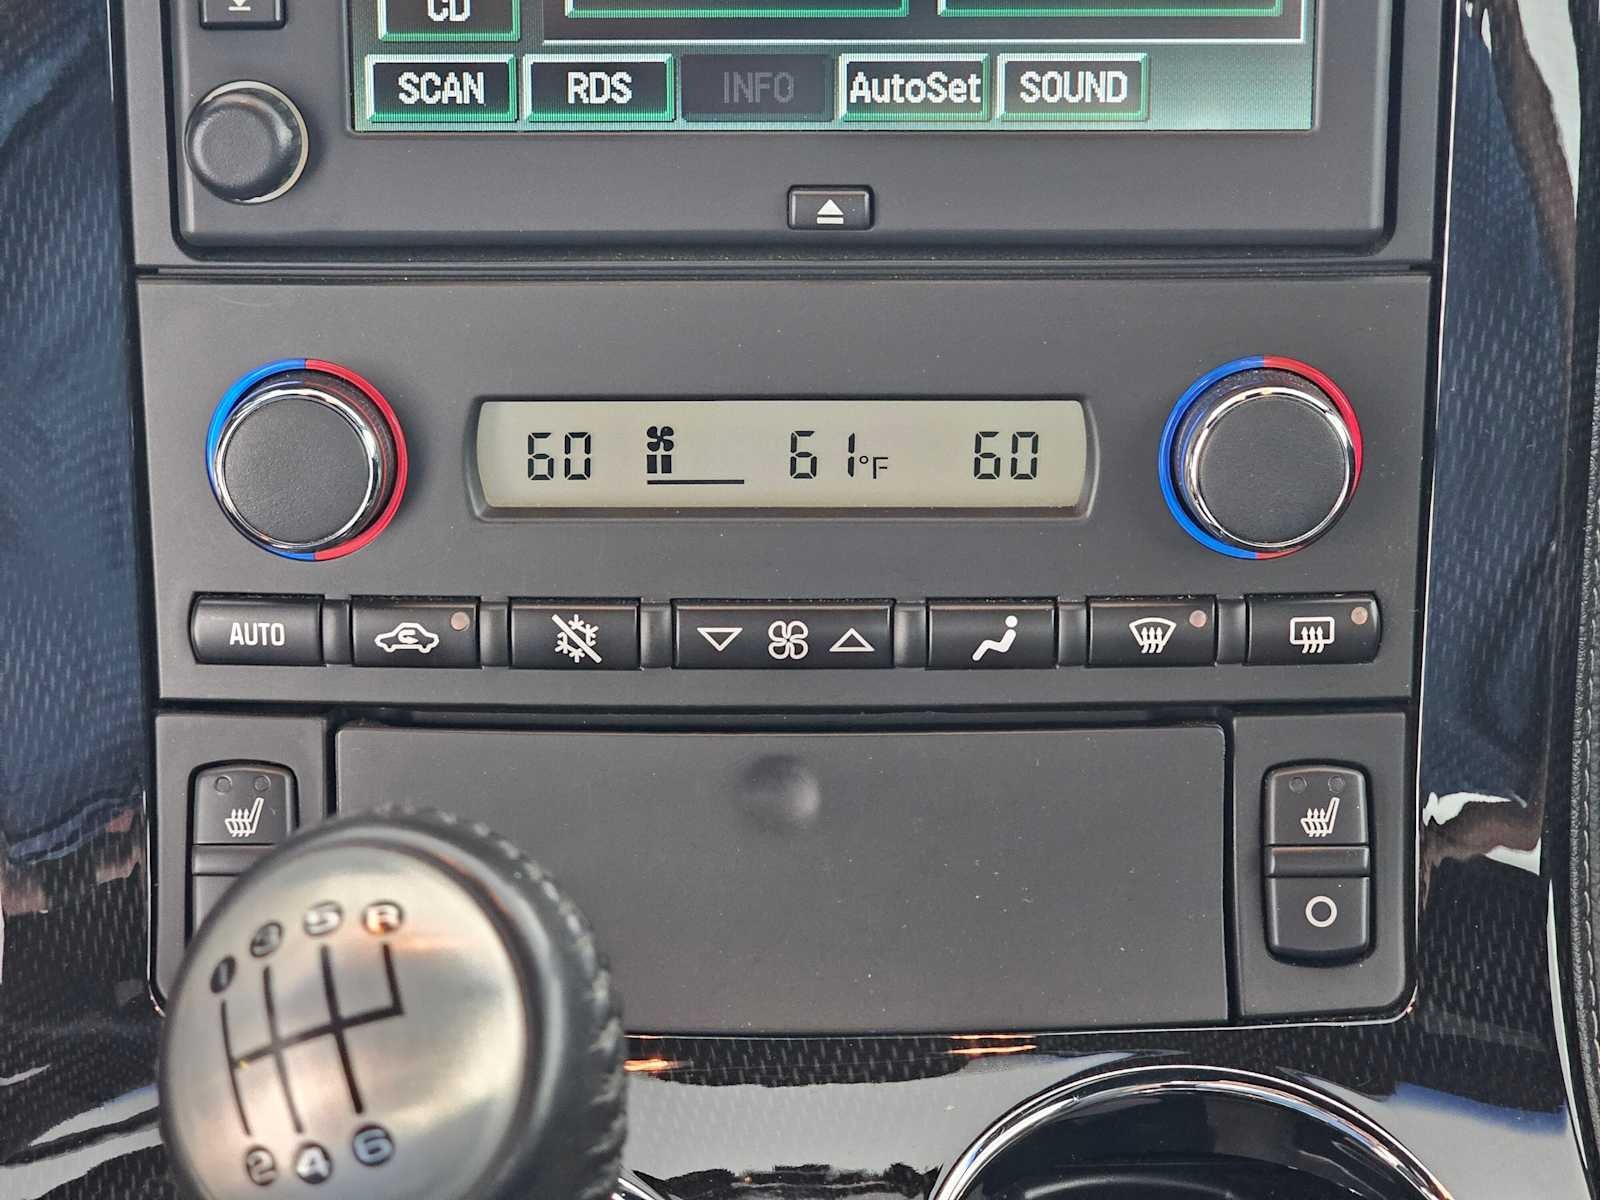 CD
SCAN RDS INFO AutoSet SOUND
60 61°F 60
AUTO
1 3 5 R
2 4 6